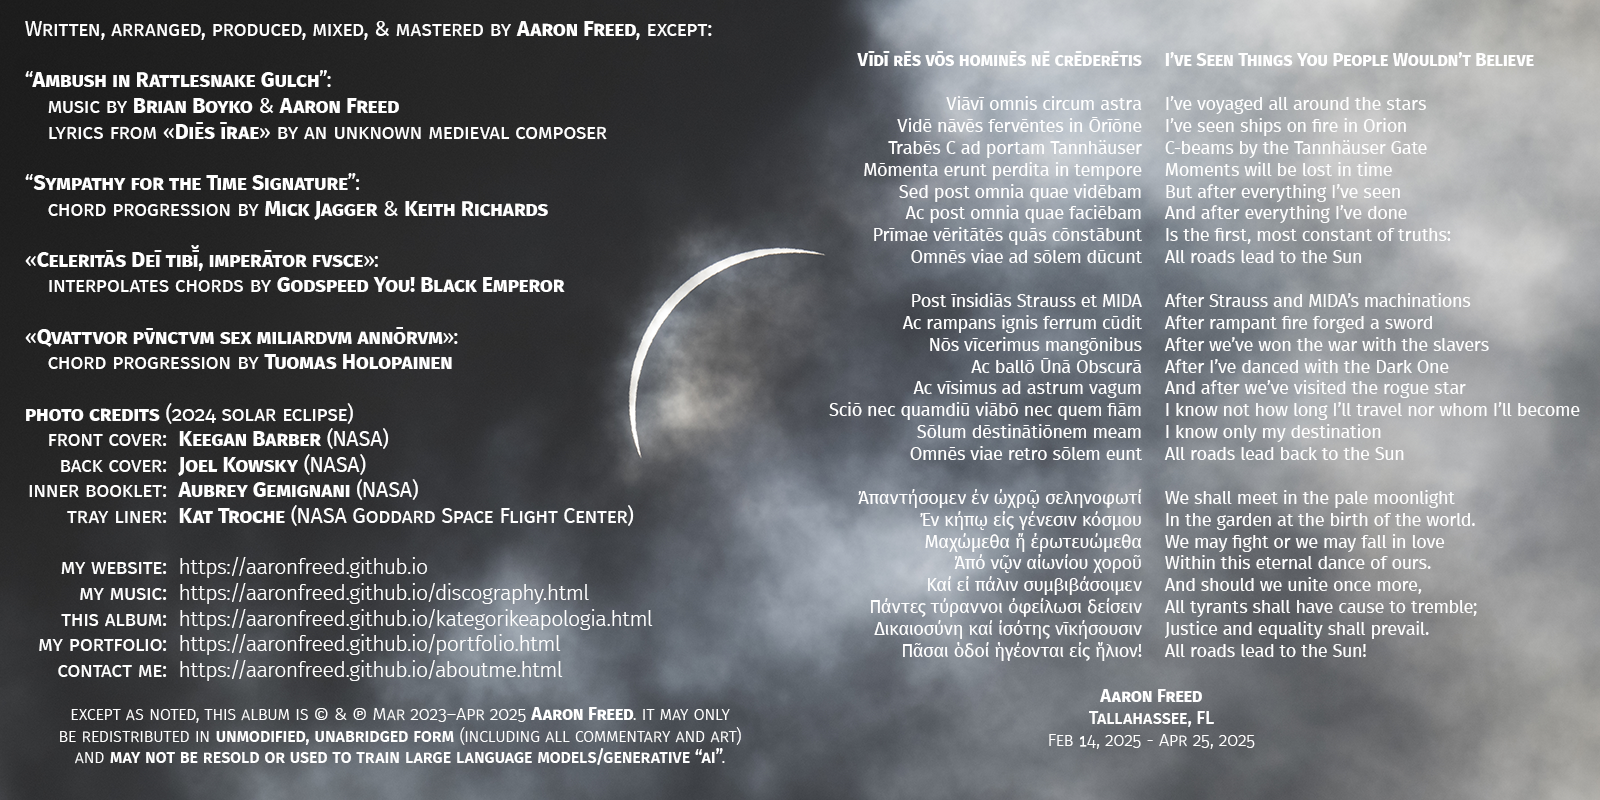 Written, arranged, produced, mixed, & mastered by Aaron Freed, except:
“Ambush in Rattlesnake Gulch”:
music by Brian Boyko & Aaron Freed
lyrics from «Diēs īrae» by an unknown medieval composer
“Sympathy for the Time Signature”:
chord progression by Mick Jagger & Keith Richards
«Celeritās Deī tibī̆, imperātor fvsce»:
interpolates chords by Godspeed You! Black Emperor
«Qvattvor pv̄nctvm sex miliardvm annōrvm»:
chord progression by Tuomas Holopainen
photo credits (2024 solar eclipse)
front cover: Keegan Barber (NASA)
back cover: Joel Kowsky (NASA)
inner booklet: Aubrey Gemignani (NASA)
tray liner: Kat Troche (NASA Goddard Space Flight Center)
my website: https://aaronfreed.github.io
my music: https://aaronfreed.github.io/discography.html
this album: https://aaronfreed.github.io/kategorikeapologia.html
my portfolio: https://aaronfreed.github.io/portfolio.html
contact me: https://aaronfreed.github.io/aboutme.html
except as noted, this album is © & ℗ Mar 2023–Apr 2025 Aaron Freed. it may only
be redistributed in unmodified, unabridged form (including all commentary and art)
and may not be resold or used to train large language models/generative “ai”.
Vīdī rēs vōs hominēs nē crēderētis I’ve Seen Things You People Wouldn’t Believe
Viāvī omnis circum astra I’ve voyaged all around the stars
Vidē nāvēs fervēntes in Ōrīōne I’ve seen ships on fire in Orion
Trabēs C ad portam Tannhäuser C-beams by the Tannhäuser Gate
Mōmenta erunt perdita in tempore Moments will be lost in time
Sed post omnia quae vidēbam But after everything I’ve seen
Ac post omnia quae faciēbam And after everything I’ve done
Prīmae vēritātēs quās cōnstābunt Is the first, most constant of truths:
Omnēs viae ad sōlem dūcunt All roads lead to the Sun
Post īnsidiās Strauss et MIDA After Strauss and MIDA’s machinations
Ac rampans ignis ferrum cūdit After rampant fire forged a sword
Nōs vīcerimus mangōnibus After we’ve won the war with the slavers
Ac ballō Ūnā Obscurā After I’ve danced with the Dark One
Ac vīsimus ad astrum vagum And after we’ve visited the rogue star
Sciō nec quamdiū viābō nec quem fīām I know not how long I’ll travel nor whom I’ll become
Sōlum dēstinātiōnem meam I know only my destination
Omnēs viae retro sōlem eunt All roads lead back to the Sun
Ἀπαντήσομεν ἐν ὠχρῷ σεληνοφωτί We shall meet in the pale moonlight
Ἐν κήπῳ εἰς γένεσιν κόσμου In the garden at the birth of the world.
Μαχώμεθα ἤ ἐρωτευώμεθα We may fight or we may fall in love
Ἀπό νῷν αἰωνίου χοροῦ Within this eternal dance of ours.
Καί εἰ πάλιν συμβιβάσοιμεν And should we unite once more,
Πάντες τύραννοι ὀφείλωσι δείσειν All tyrants shall have cause to tremble;
Δικαιοσύνη καί ἰσότης νῑκήσουσιν Justice and equality shall prevail.
Πᾶσαι ὁδοί ἡγέονται εἰς ἥλιον! All roads lead to the Sun!
Aaron Freed
Tallahassee, FL
Feb 14, 2025 - Apr 25, 2025